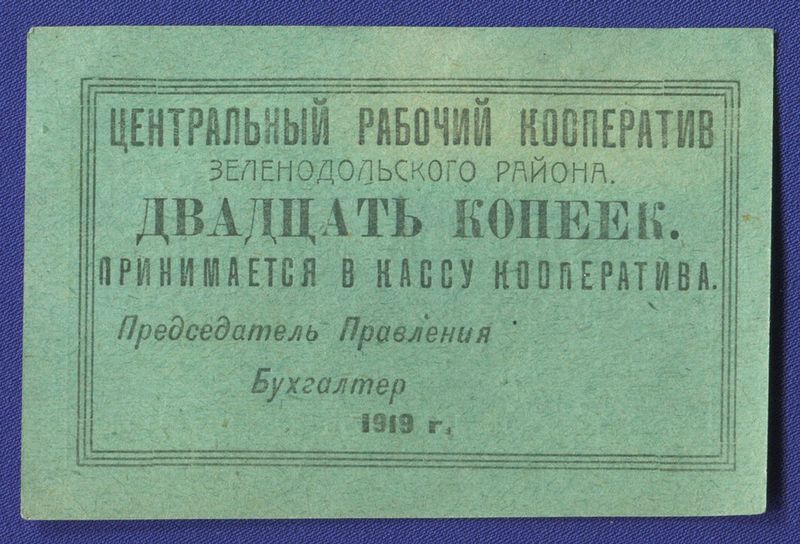 ЦЕНТРАЛЬНЫЙ РАБОЧИЙ КООПЕРАТИВ
ЗЕЛЕНОДОЛЬСКОГО РАЙОНА.
ДВАДЦАТЬ КОПЕЕК.
ПРИНИМАЕТСЯ В КАССУ КООПЕРАТИВА.
Председатель Правления
Бухгалтер
1919 г.